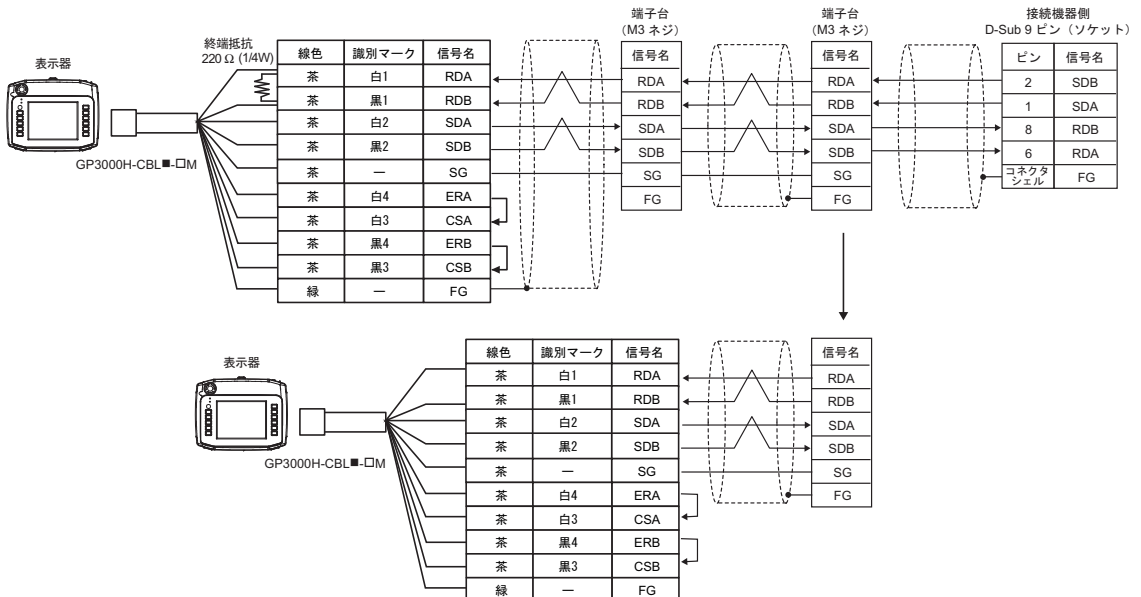 表示器
GP3000H-CBL■-□M
終端抵抗
220 Ω (1/4W)
線色 識別マーク 信号名
茶 白1 RDA
茶 黒1 RDB
茶 白2 SDA
茶 黒2 SDB
茶 ― SG
茶 白4 ERA
茶 白3 CSA
茶 黒4 ERB
茶 黒3 CSB
緑 ― FG
端子台
(M3 ネジ)
信号名
RDA
RDB
SDA
SDB
SG
FG
端子台
(M3 ネジ)
信号名
RDA
RDB
SDA
SDB
SG
FG
接続機器側
D-Sub 9 ピン（ソケット）
ピン 信号名
2 SDB
1 SDA
8 RDB
6 RDA
コネクタ
シェル FG
表示器
GP3000H-CBL■-□M
線色 識別マーク 信号名
茶 白1 RDA
茶 黒1 RDB
茶 白2 SDA
茶 黒2 SDB
茶 ― SG
茶 白4 ERA
茶 白3 CSA
茶 黒4 ERB
茶 黒3 CSB
緑 ― FG
信号名
RDA
RDB
SDA
SDB
SG
FG